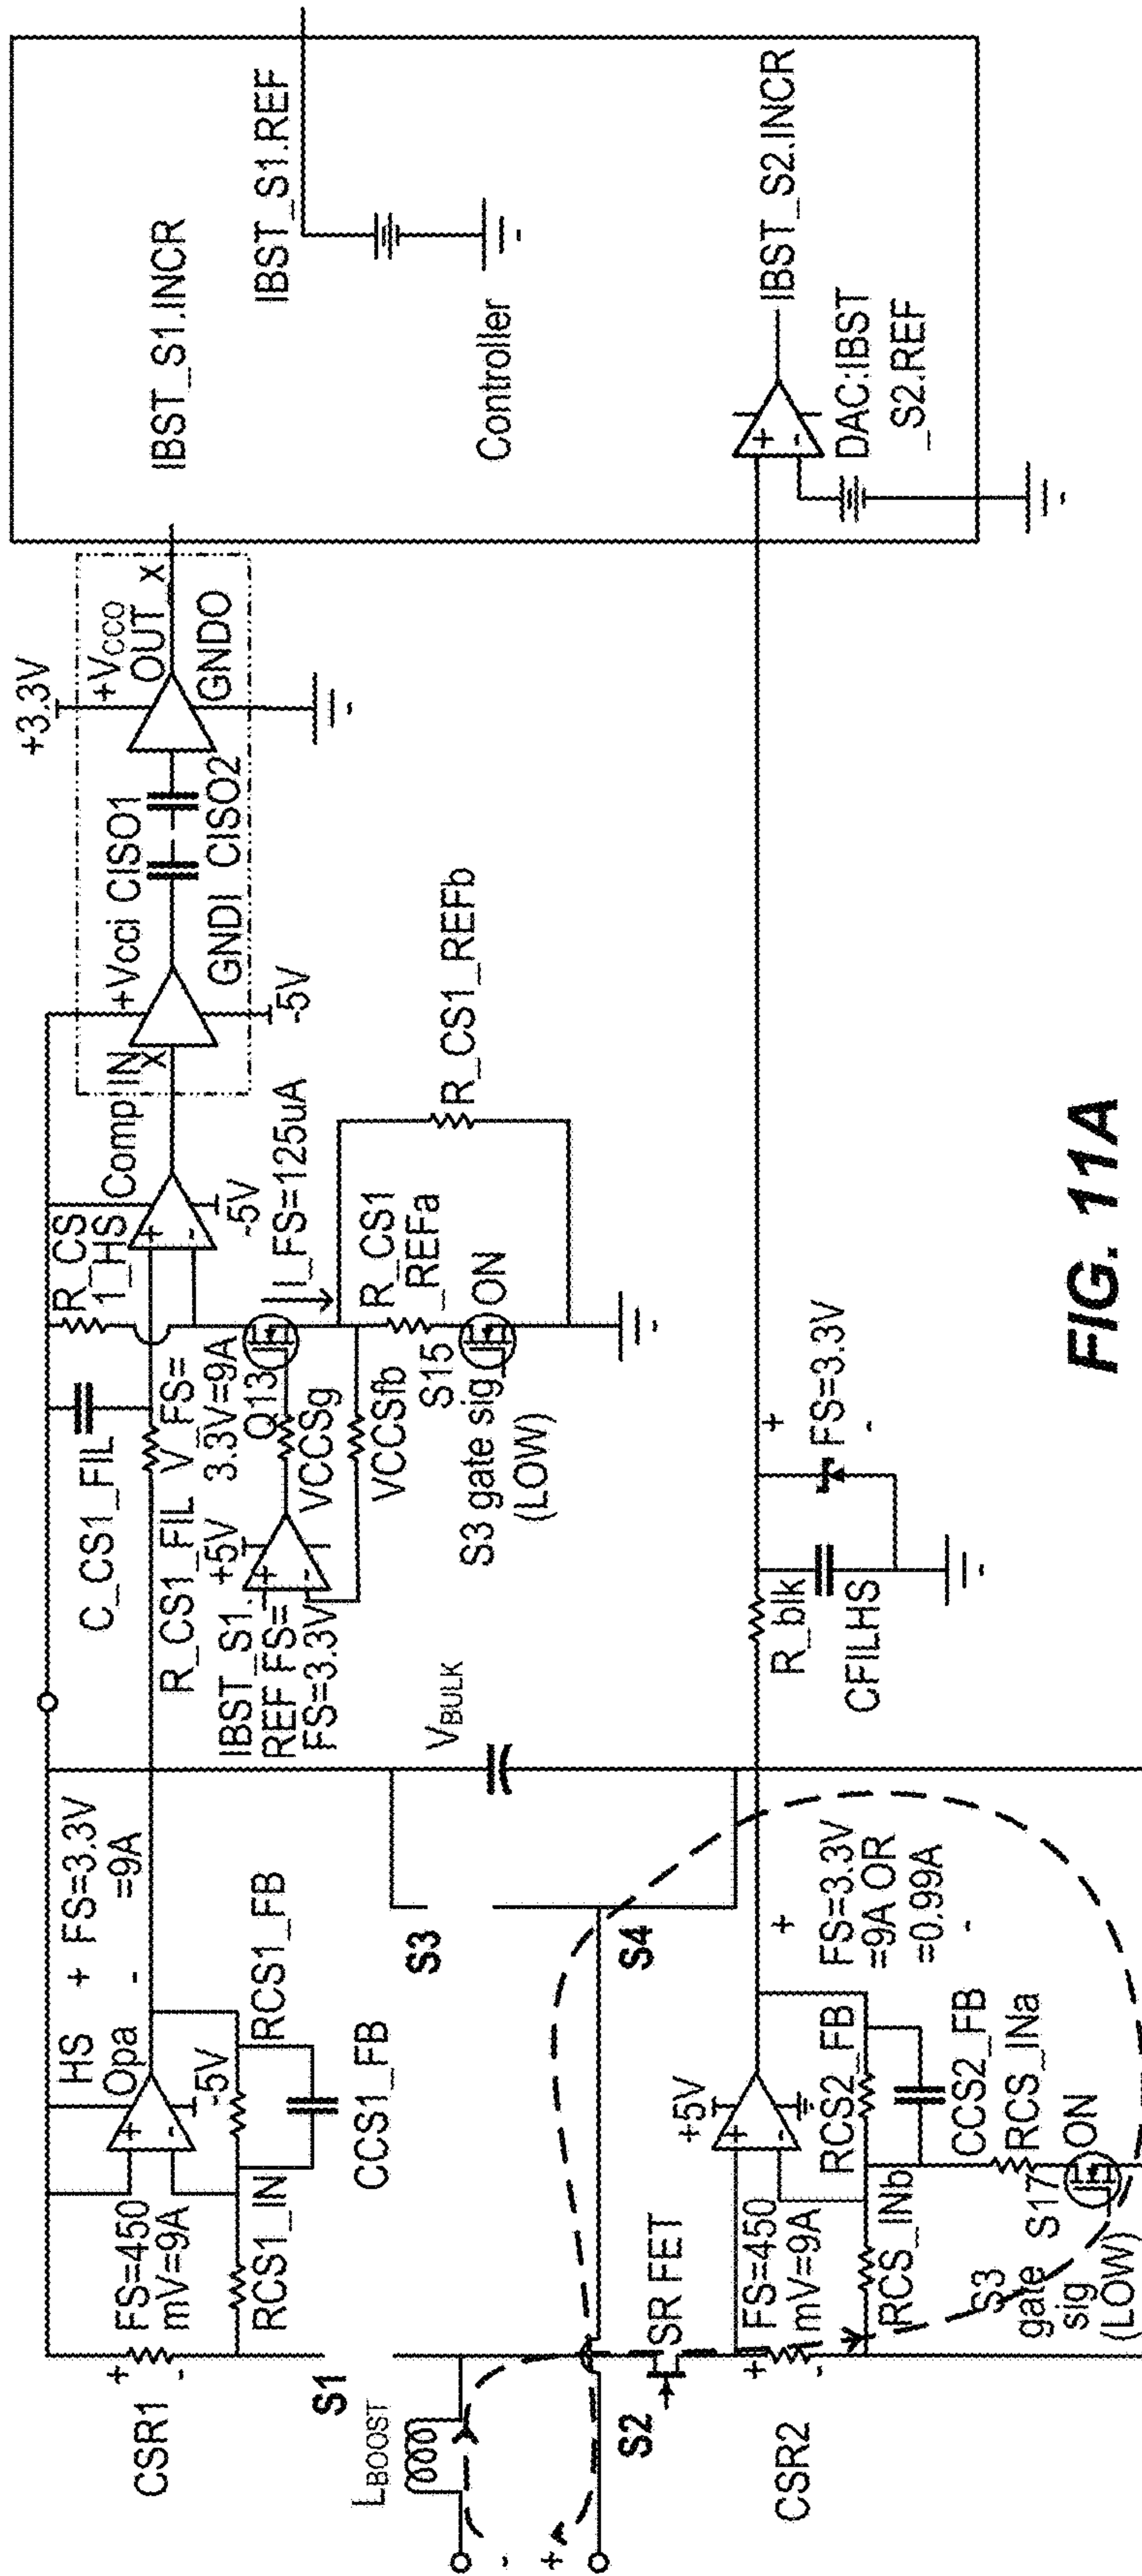 CSR1
+
-
FS=450
mV=9A
RCS1_IN
HS
Opa
+
-
-5V
+ FS=3.3V
- =9A
RCS1_FB
CCS1_FB
S1
LBOOST
-
+
S2
SR FET
S3
S4
VBULK
CSR2
+
-
FS=450
mV=9A
RCS_INb
+5V
+
-
RCS2_FB
CCS2_FB
RCS_INa
S17
ON
S3
gate
sig
(LOW)
+
FS=3.3V
=9A OR
=0.99A
-
C_CS1_FIL
R_CS1_FIL
V_FS=
3.3V=9A
R_CS
1_HS
Comp
+
-
-5V
IBST_S1.
REF FS=
FS=3.3V
+5V
+
-
Q13
VCCSg
VCCSfb
I_FS=125uA
R_CS1
_REFa
S15
ON
S3 gate sig
(LOW)
R_CS1_REFb
IN
X
+Vcci
CISO1
GNDI
CISO2
-5V
+3.3V
+VCCO
OUT
X
GNDO
-
-
IBST_S1.INCR
IBST_S1.REF
-
Controller
R_blk
CFILHS
+
FS=3.3V
-
-
+
-
IBST_S2.INCR
DAC:IBST
_S2.REF
-
FIG. 11A